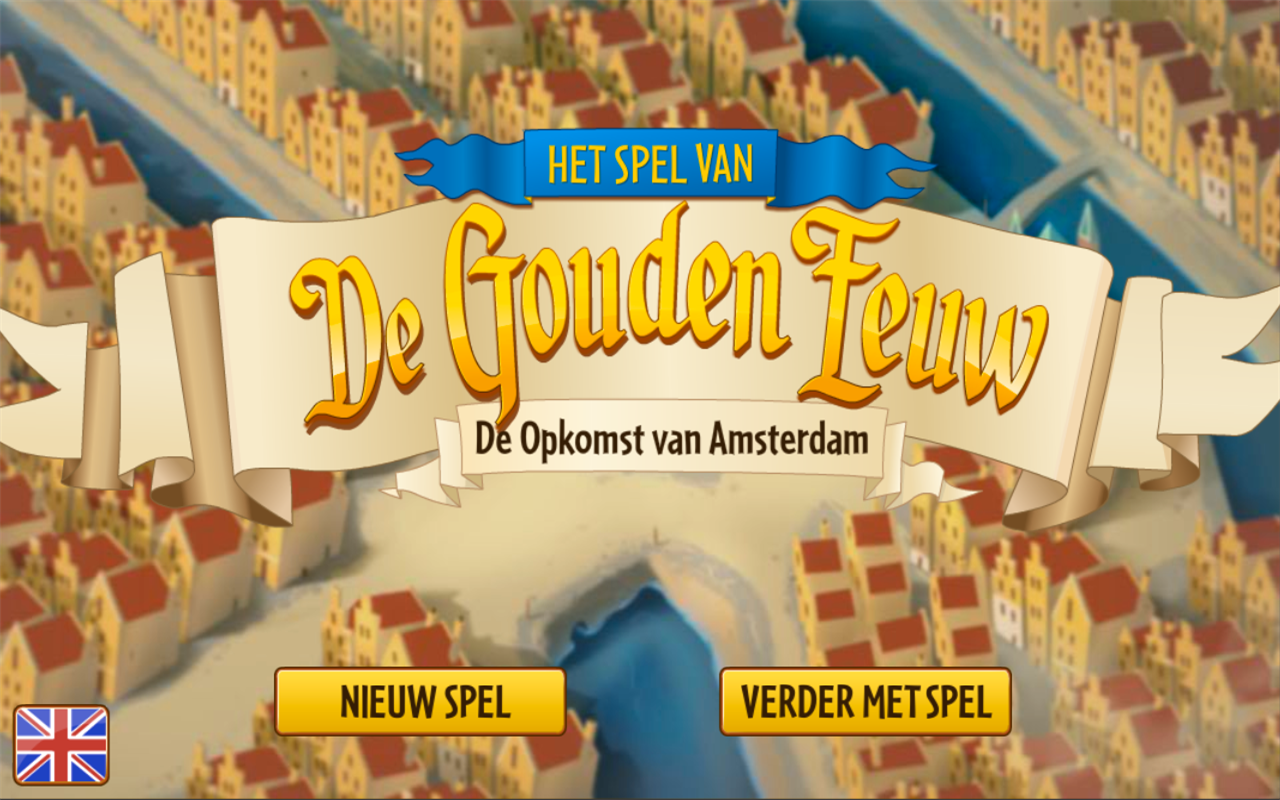 HET SPEL VAN
De Gouden Eeuw
De Opkomst van Amsterdam
NIEUW SPEL
VERDER MET SPEL